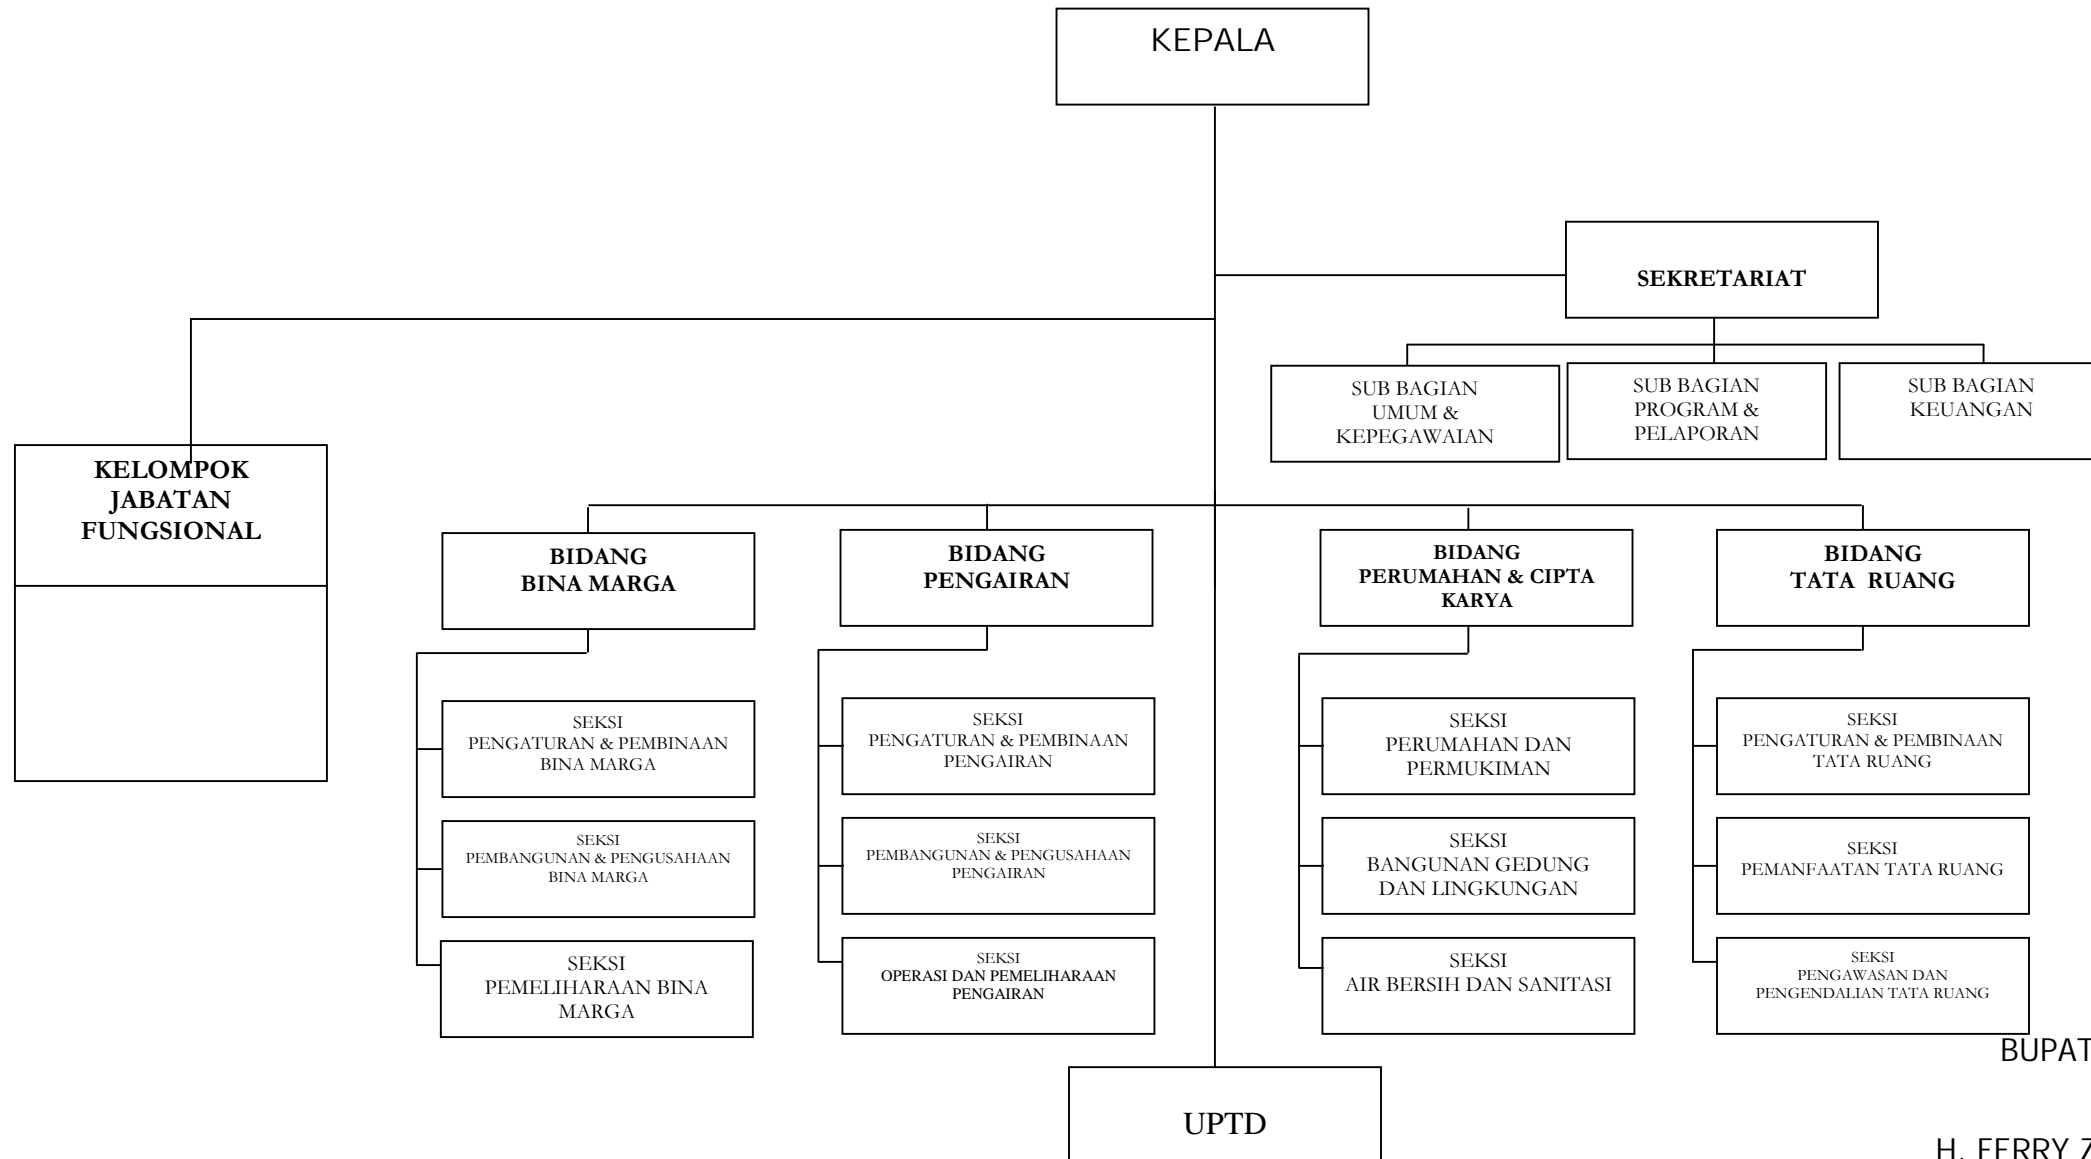 KEPALA
SEKRETARIAT
SUB BAGIAN
UMUM &
KEPEGAWAIAN
SUB BAGIAN
PROGRAM &
PELAPORAN
SUB BAGIAN
KEUANGAN
KELOMPOK
JABATAN
FUNGSIONAL
BIDANG
BINA MARGA
BIDANG
PENGAIRAN
BIDANG
PERUMAHAN & CIPTA
KARYA
BIDANG
TATA RUANG
SEKSI
PENGATURAN & PEMBINAAN
BINA MARGA
SEKSI
PENGATURAN & PEMBINAAN
PENGAIRAN
SEKSI
PERUMAHAN DAN
PERMUKIMAN
SEKSI
PENGATURAN & PEMBINAAN
TATA RUANG
SEKSI
PEMBANGUNAN & PENGUSAHAAN
BINA MARGA
SEKSI
PEMBANGUNAN & PENGUSAHAAN
PENGAIRAN
SEKSI
BANGUNAN GEDUNG
DAN LINGKUNGAN
SEKSI
PEMANFAATAN TATA RUANG
SEKSI
PEMELIHARAAN BINA
MARGA
SEKSI
OPERASI DAN PEMELIHARAAN
PENGAIRAN
SEKSI
AIR BERSIH DAN SANITASI
SEKSI
PENGAWASAN DAN
PENGENDALIAN TATA RUANG
BUPAT
UPTD
H. FERRY Z